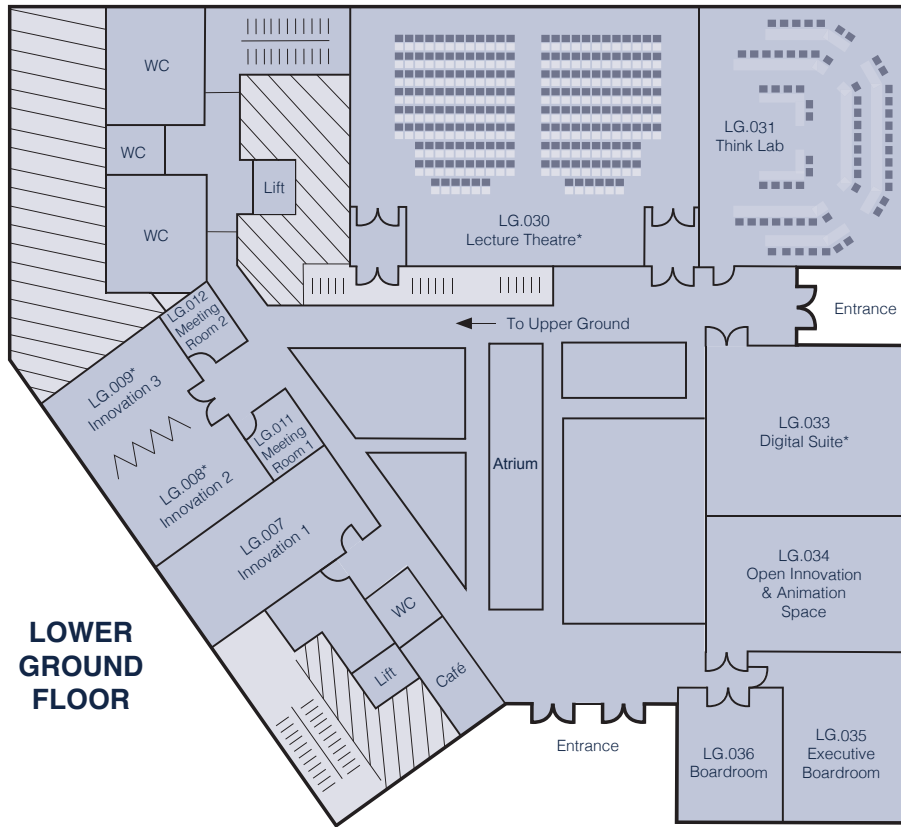 WC
WC
WC
Lift
LG.030
Lecture Theatre*
LG.031
Think Lab
Entrance
To Upper Ground
LG.012
Meeting
Room 2
LG.009*
Innovation 3
LG.011
Meeting
Room 1
LG.008*
Innovation 2
LG.007
Innovation 1
Atrium
LG.033
Digital Suite*
LG.034
Open Innovation
& Animation
Space
WC
Café
Lift
LOWER
GROUND
FLOOR
Entrance
LG.036
Boardroom
LG.035
Executive
Boardroom